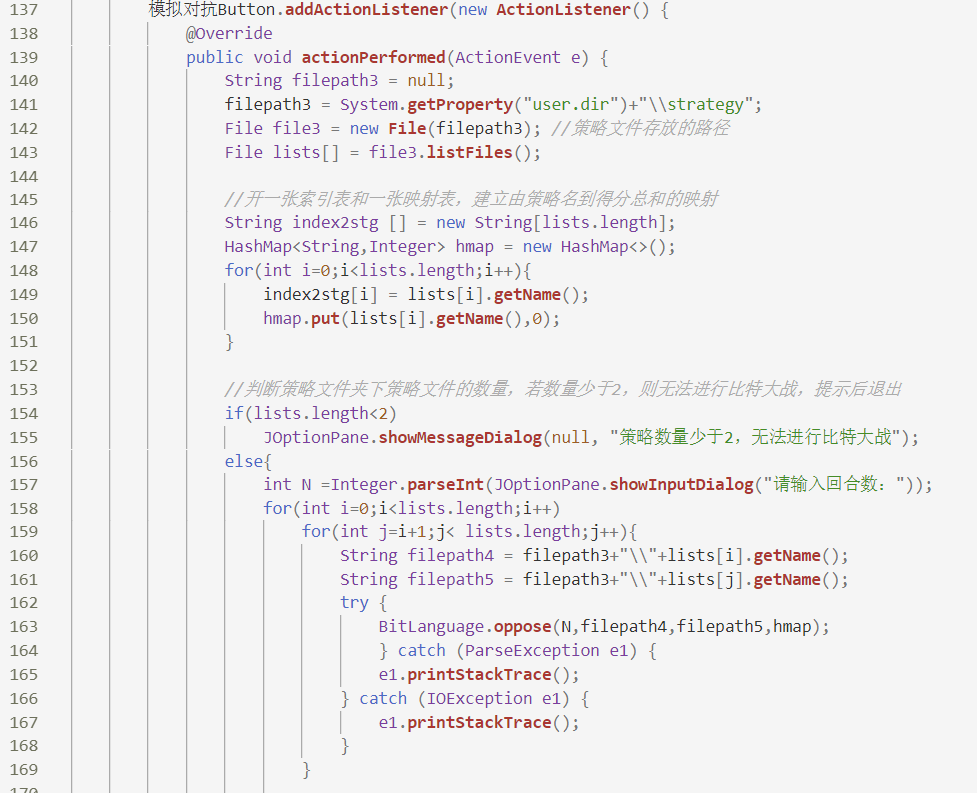 137 模拟对抗Button.addActionListener(new ActionListener() {
138 @Override
139 public void actionPerformed(ActionEvent e) {
140 String filepath3 = null;
141 filepath3 = System.getProperty("user.dir")+"\\strategy";
142 File file3 = new File(filepath3); //策略文件存放的路径
143 File lists[] = file3.listFiles();
144
145 //开一张索引表和一张映射表，建立由策略名到得分总和的映射
146 String index2stg [] = new String[lists.length];
147 HashMap<String,Integer> hmap = new HashMap<>();
148 for(int i=0;i<lists.length;i++){
149 index2stg[i] = lists[i].getName();
150 hmap.put(lists[i].getName(),0);
151 }
152
153 //判断策略文件夹下策略文件的数量，若数量少于2，则无法进行比特大战，提示后退出
154 if(lists.length<2)
155 JOptionPane.showMessageDialog(null, "策略数量少于2，无法进行比特大战");
156 else{
157 int N =Integer.parseInt(JOptionPane.showInputDialog("请输入回合数："));
158 for(int i=0;i<lists.length;i++)
159 for(int j=i+1;j< lists.length;j++){
160 String filepath4 = filepath3+"\\"+lists[i].getName();
161 String filepath5 = filepath3+"\\"+lists[j].getName();
162 try {
163 BitLanguage.oppose(N,filepath4,filepath5,hmap);
164 } catch (ParseException e1) {
165 e1.printStackTrace();
166 } catch (IOException e1) {
167 e1.printStackTrace();
168 }
169 }